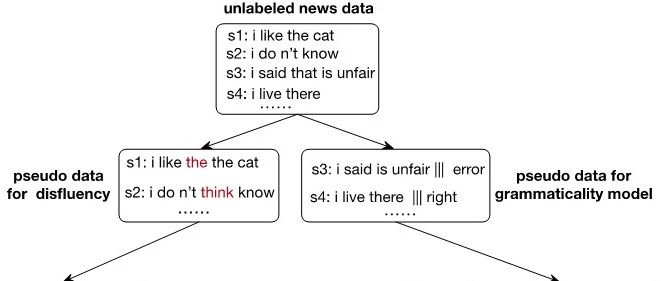 unlabeled news data
s1: i like the cat
s2: i do n't know
s3: i said that is unfair
s4: i live there
......
pseudo data
for disfluency
s1: i like the the cat
s2: i do n't think know
......
s3: i said is unfair ||| error
s4: i live there ||| right
......
pseudo data for
grammaticality model